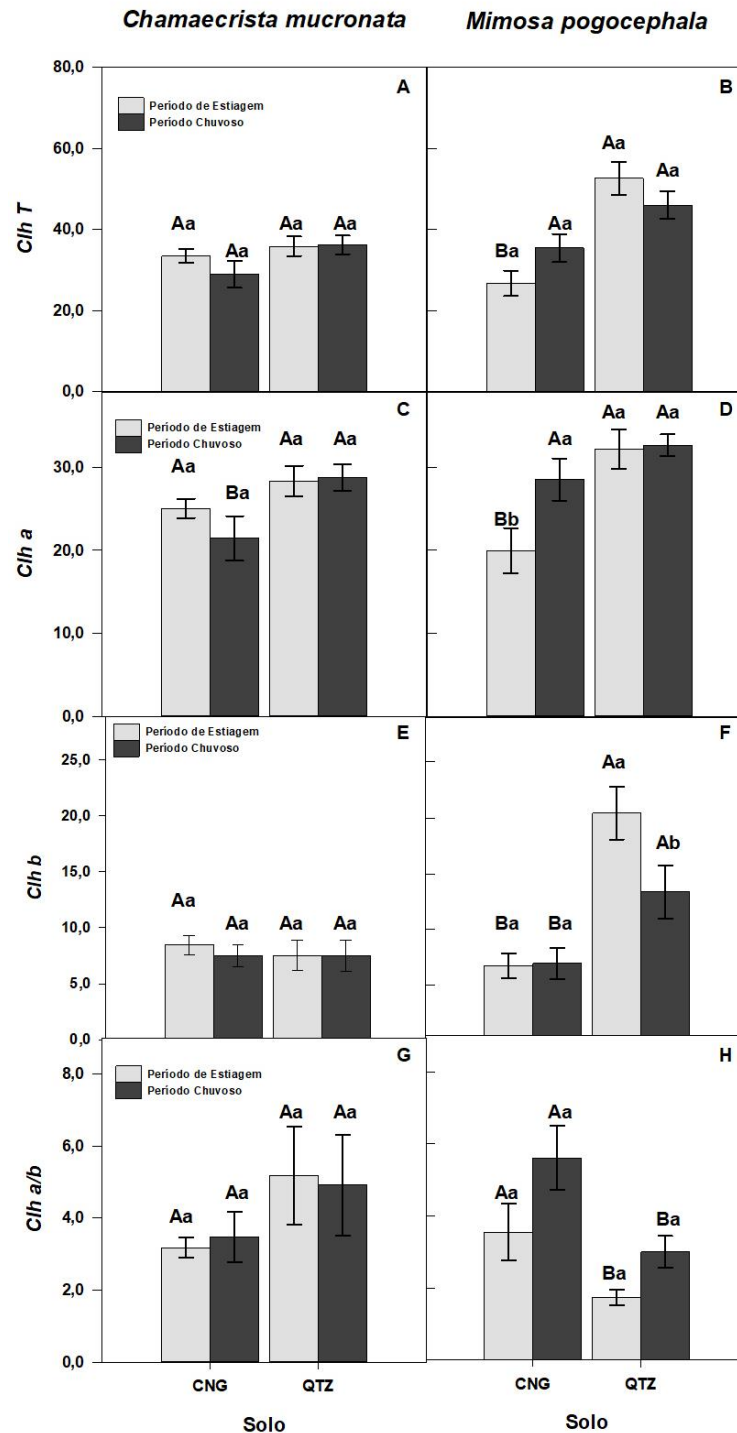 Chamaecrista mucronata
Mimosa pogocephala
80,0
60,0
40,0
20,0
0,0
Clh T
A
Período de Estiagem
Período Chuvoso
Aa
Aa
Aa
Aa
B
Ba
Aa
Aa
Aa
30,0
20,0
10,0
0,0
Clh a
C
Período de Estiagem
Período Chuvoso
Aa
Ba
Aa
Aa
D
Bb
Aa
Aa
Aa
25,0
20,0
15,0
10,0
5,0
0,0
Clh b
E
Período de Estiagem
Período Chuvoso
Aa
Aa
Aa
Aa
F
Ba
Ba
Aa
Ab
8,0
6,0
4,0
2,0
0,0
Clh a/b
G
Período de Estiagem
Período Chuvoso
Aa
Aa
Aa
Aa
H
Aa
Aa
Ba
Ba
CNG
QTZ
CNG
QTZ
Solo
Solo